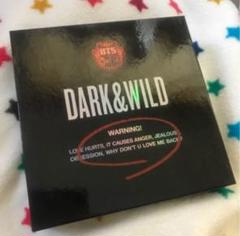 BTS
DARK&WILD
WARNING!
LOVE HURTS, IT CAUSES ANGER, JEALOUS
OBSESSION, WHY DON'T U LOVE ME BACK?